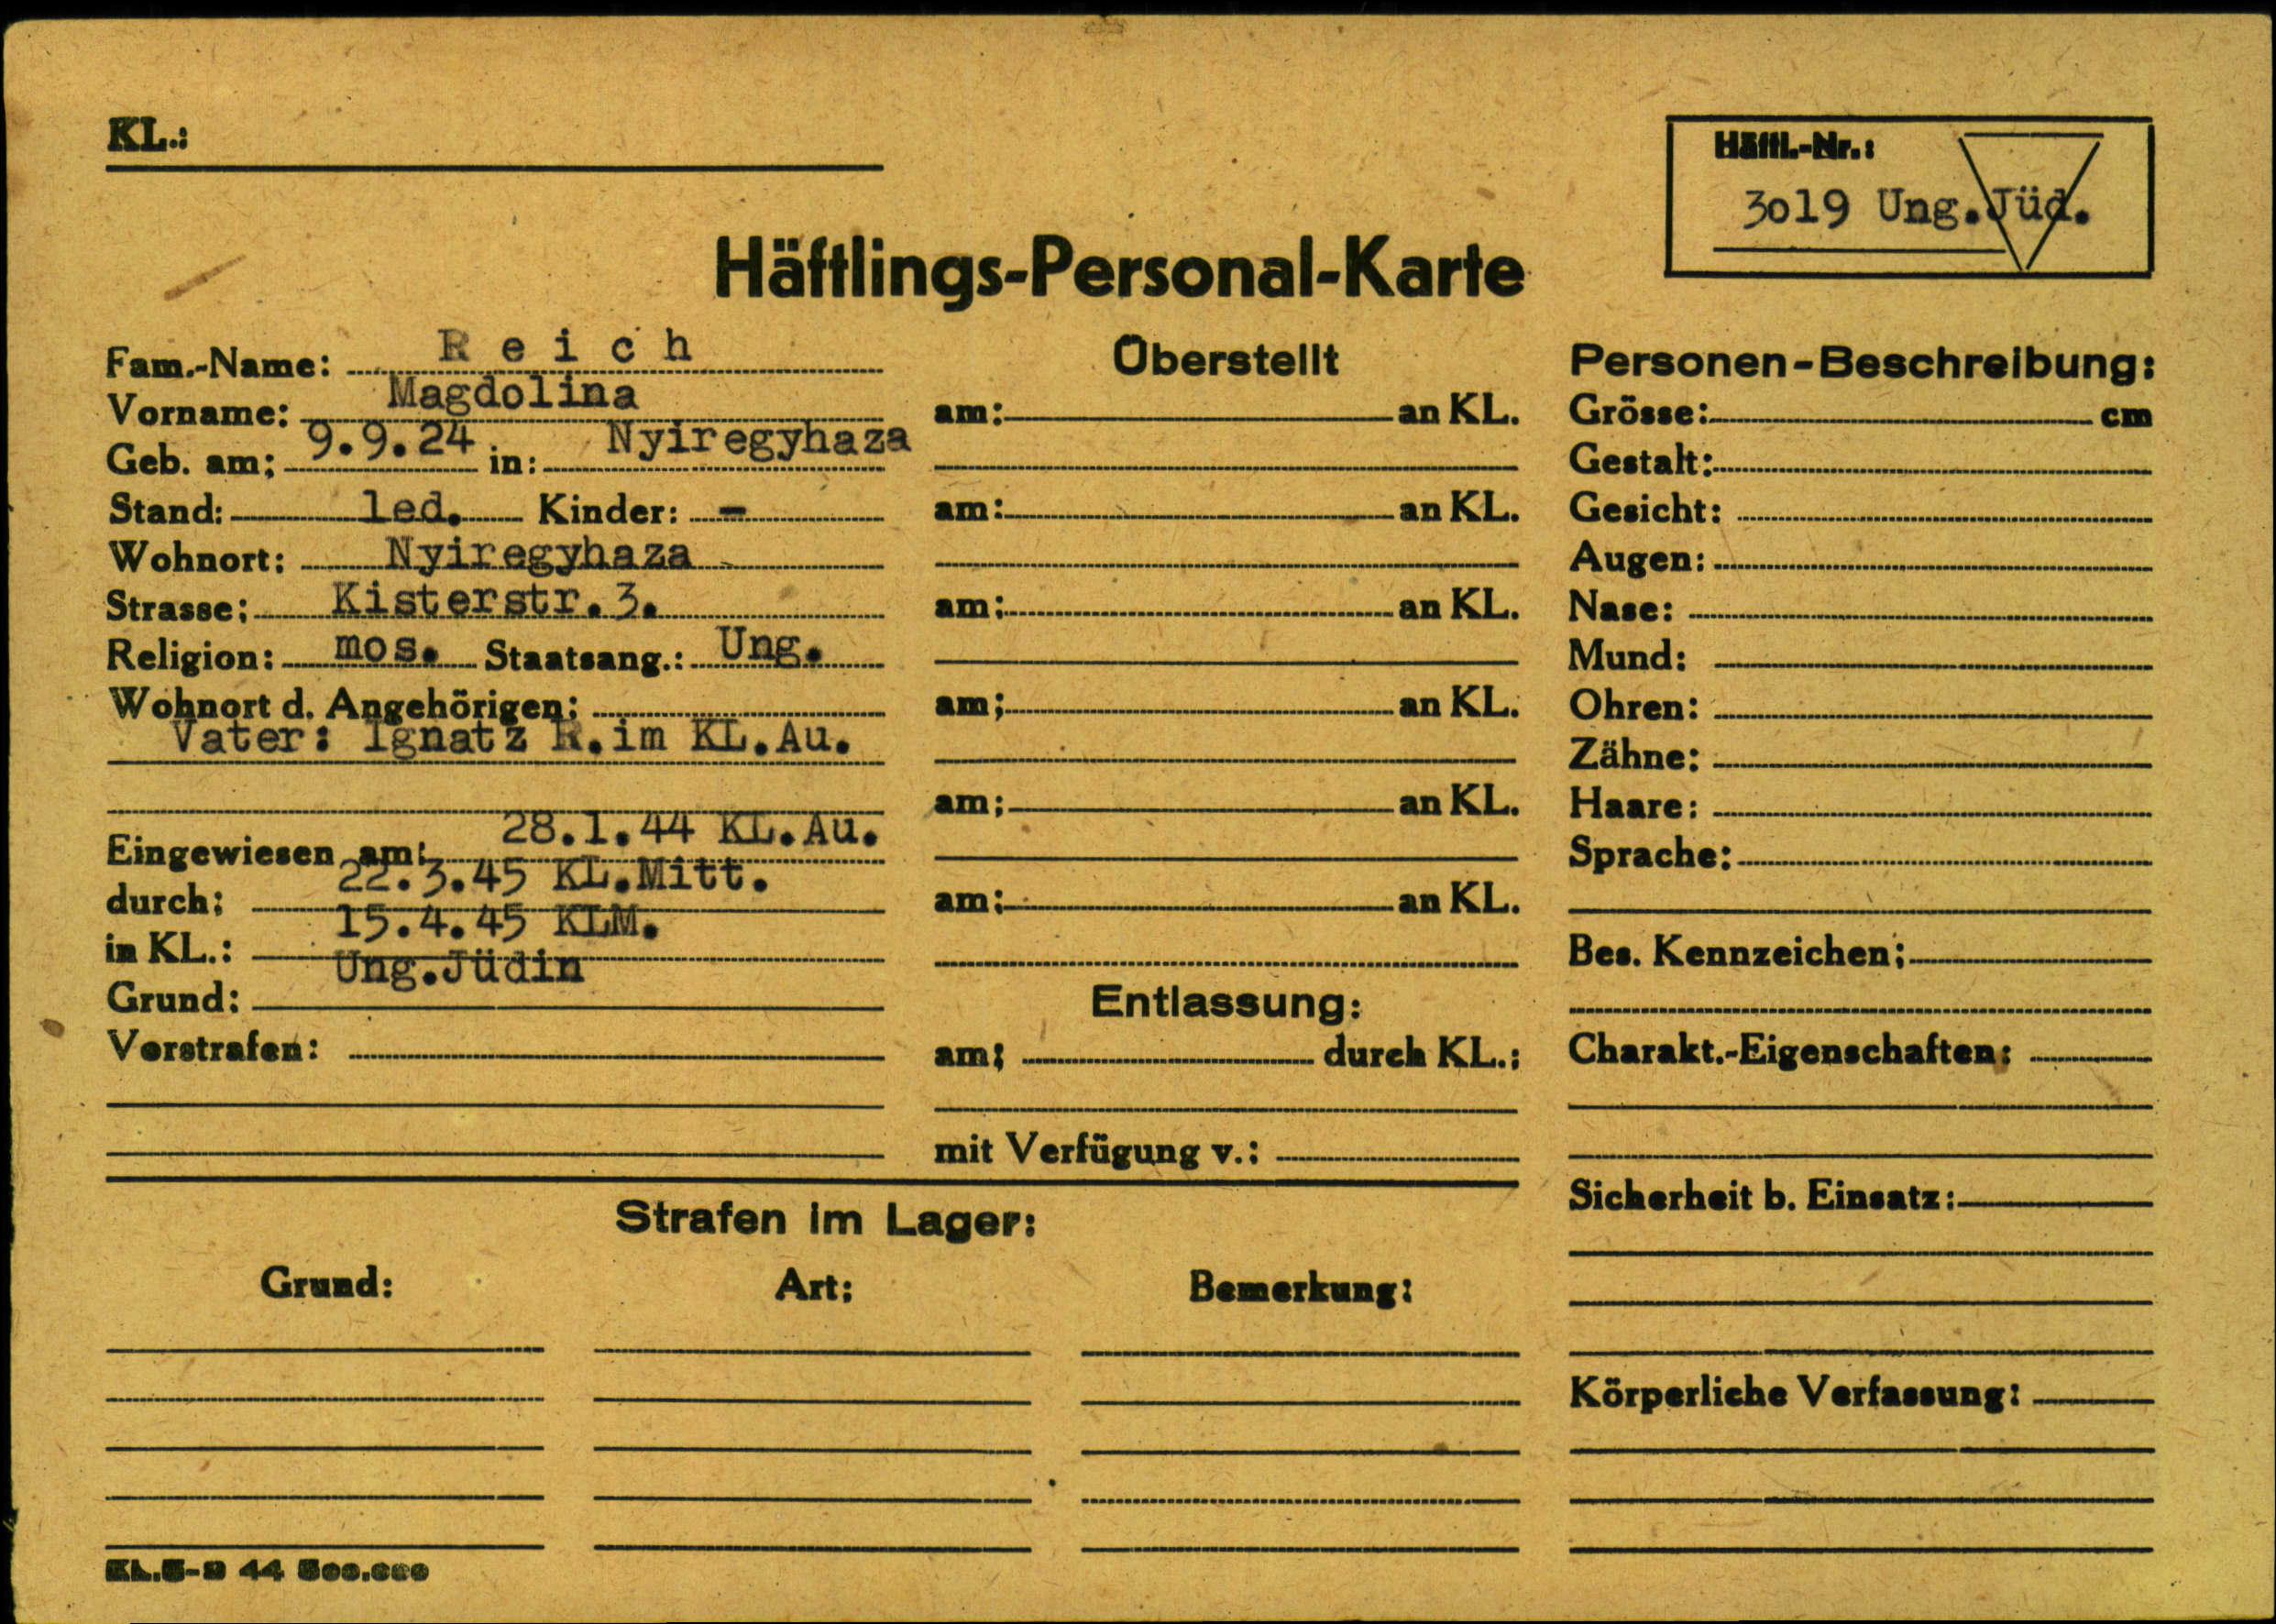 KL.:
Häftl.-Nr.:
3019 Ung.Jüd.
Häftlings-Personal-Karte
Fam.-Name: Reich
Vorname: Magdolina
Geb. am: 9.9.24 in: Nyiregyhaza
Stand: led. Kinder: -
Wohnort: Nyiregyhaza
Strasse: Kisterstr.3.
Religion: mos. Staatsang.: Ung.
Wohnort d. Angehörigen:
Vater: Ignatz R.im KL.Au.
Eingewiesen am: 28.1.44 KL.Au.
durch: 22.3.45 KL.Mitt.
in KL.: 15.4.45 KLM.
Grund: Ung.Jüdin
Vorstrafen:
Überstellt
am: an KL.
am: an KL.
am: an KL.
am: an KL.
am: an KL.
am: an KL.
Entlassung:
am: durch KL.:
mit Verfügung v.:
Personen-Beschreibung:
Grösse: cm
Gestalt:
Gesicht:
Augen:
Nase:
Mund:
Ohren:
Zähne:
Haare:
Sprache:
Bes. Kennzeichen:
Charakt.-Eigenschaften:
Sicherheit b. Einsatz:
Körperliche Verfassung:
Strafen im Lager:
Grund: Art: Bemerkung:
44